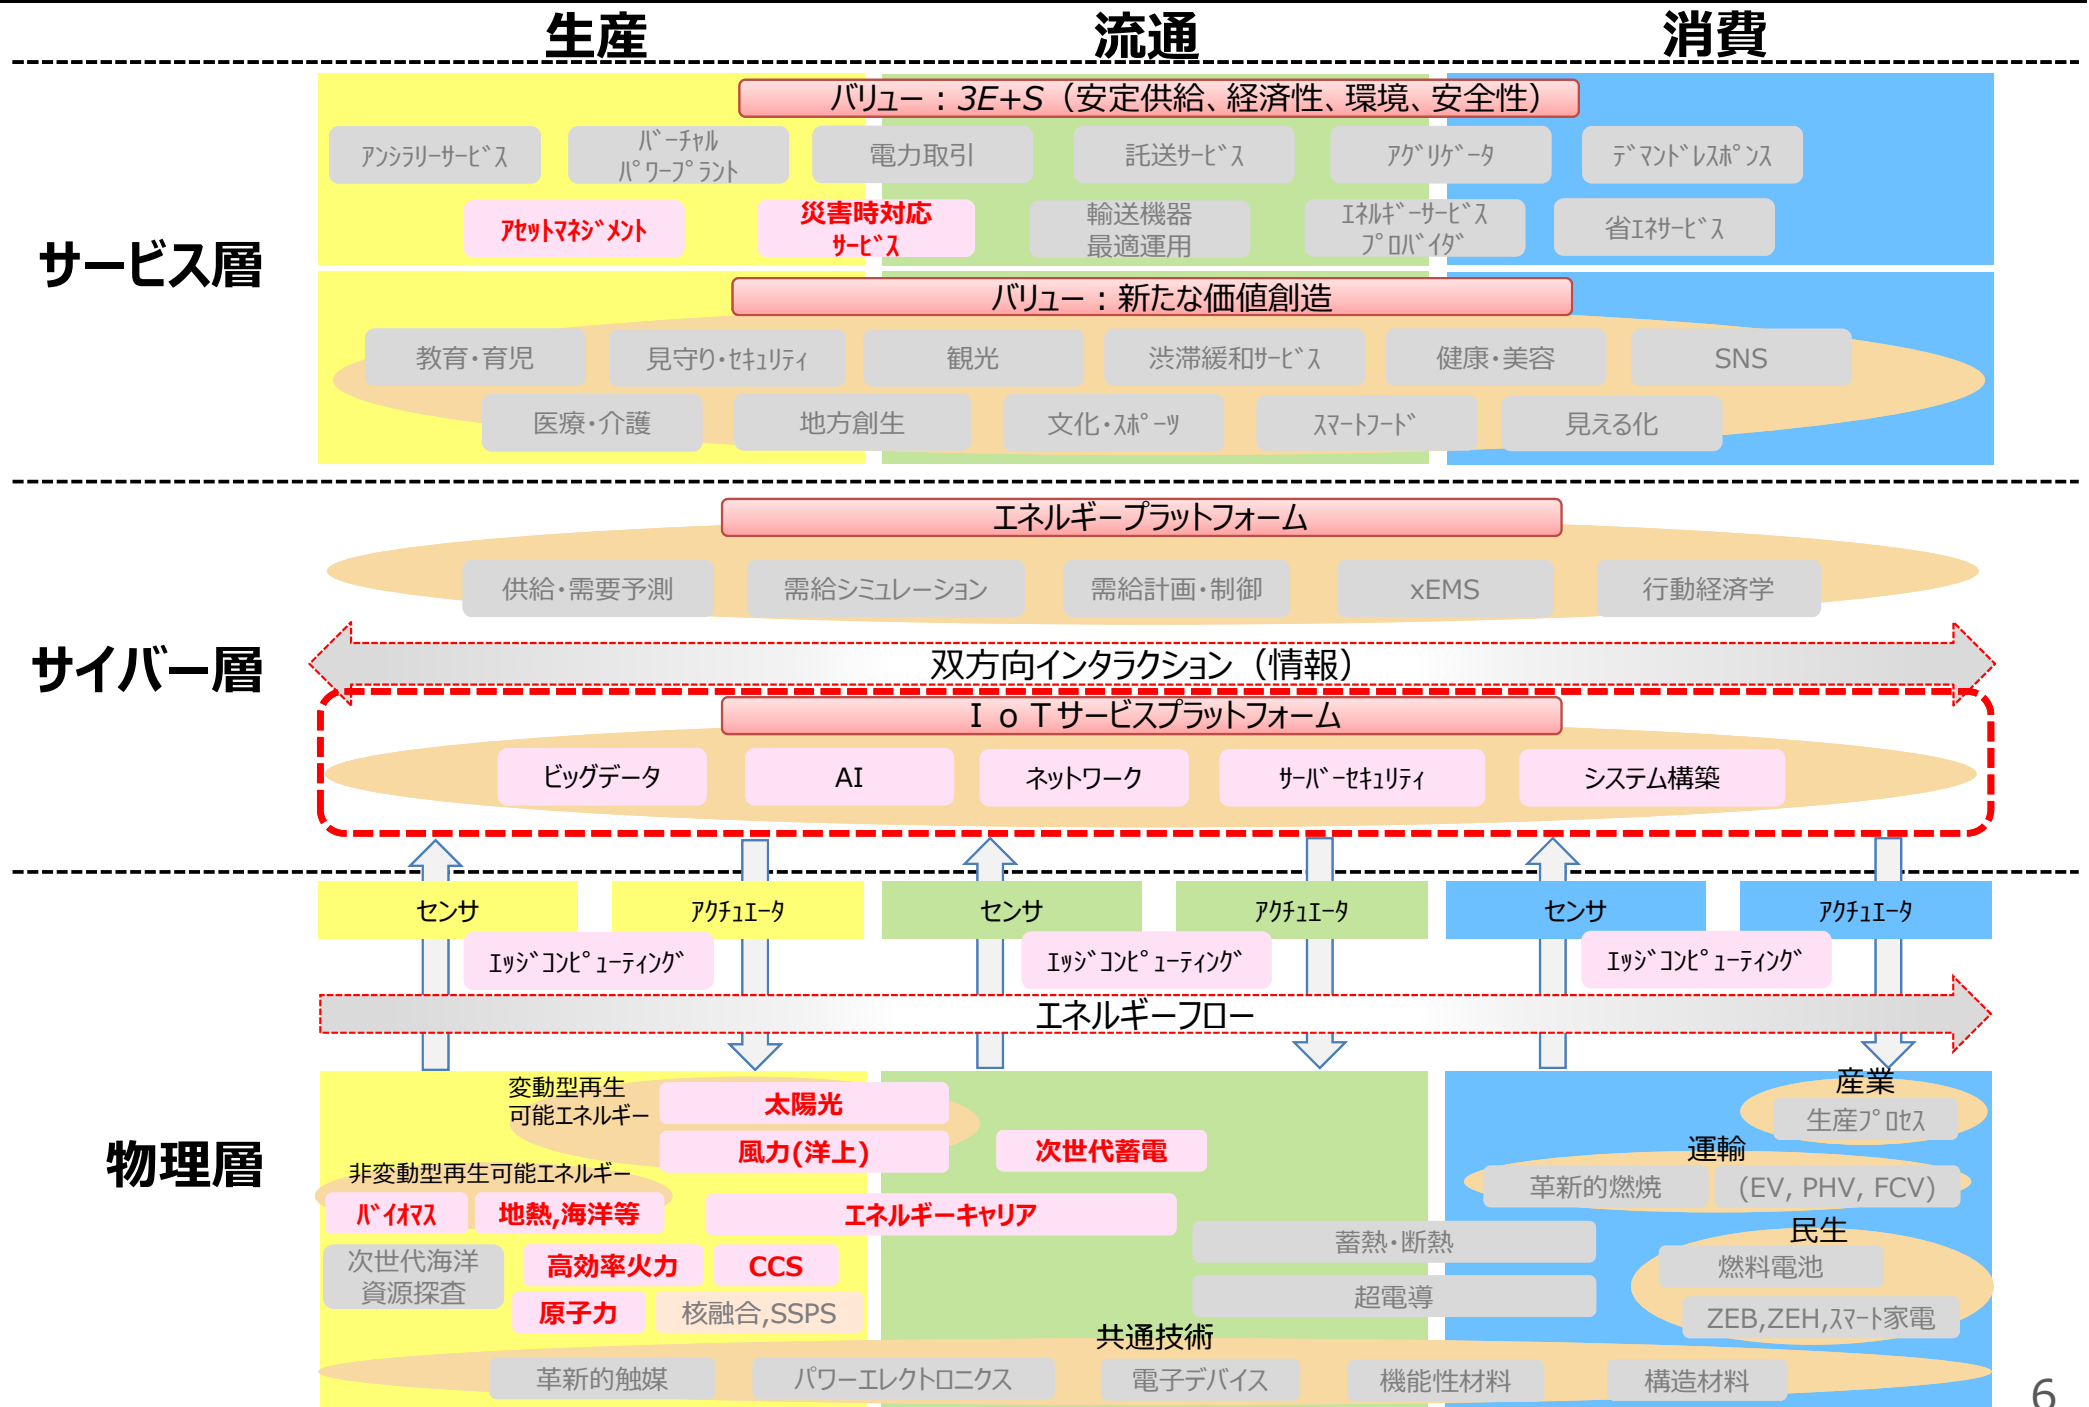 生産
流通
消費
サービス層
バリュー：3E+S（安定供給、経済性、環境、安全性）
ｱﾝｼﾗﾘｰｻｰﾋﾞｽ
ﾊﾞｰﾁｬﾙ
ﾊﾟﾜｰﾌﾟﾗﾝﾄ
電力取引
託送ｻｰﾋﾞｽ
ｱｸﾞﾘｹﾞｰﾀ
ﾃﾞﾏﾝﾄﾞﾚｽﾎﾟﾝｽ
ｱｾｯﾄﾏﾈｼﾞﾒﾝﾄ
災害時対応
ｻｰﾋﾞｽ
輸送機器
最適運用
ｴﾈﾙｷﾞｰｻｰﾋﾞｽ
ﾌﾟﾛﾊﾞｲﾀﾞ
省ｴﾈｻｰﾋﾞｽ
バリュー：新たな価値創造
教育・育児
見守り・ｾｷｭﾘﾃｨ
観光
渋滞緩和ｻｰﾋﾞｽ
健康・美容
SNS
医療・介護
地方創生
文化・ｽﾎﾟｰﾂ
ｽﾏｰﾄﾌｰﾄﾞ
見える化
サイバー層
エネルギープラットフォーム
供給・需要予測
需給シミュレーション
需給計画・制御
xEMS
行動経済学
双方向インタラクション（情報）
ＩｏＴサービスプラットフォーム
ビッグデータ
AI
ネットワーク
ｻｰﾊﾞｰｾｷｭﾘﾃｨ
システム構築
物理層
センサ
ｱｸﾁｭｴｰﾀ
センサ
ｱｸﾁｭｴｰﾀ
センサ
ｱｸﾁｭｴｰﾀ
ｴｯｼﾞｺﾝﾋﾟｭｰﾃｨﾝｸﾞ
ｴｯｼﾞｺﾝﾋﾟｭｰﾃｨﾝｸﾞ
ｴｯｼﾞｺﾝﾋﾟｭｰﾃｨﾝｸﾞ
エネルギーフロー
変動型再生
可能エネルギー
太陽光
風力(洋上)
次世代蓄電
非変動型再生可能エネルギー
ﾊﾞｲｵﾏｽ
地熱,海洋等
エネルギーキャリア
次世代海洋
資源探査
高効率火力
CCS
原子力
核融合,SSPS
蓄熱・断熱
超電導
産業
生産ﾌﾟﾛｾｽ
運輸
革新的燃焼
(EV, PHV, FCV)
民生
燃料電池
ZEB,ZEH,ｽﾏｰﾄ家電
共通技術
革新的触媒
パワーエレクトロニクス
電子デバイス
機能性材料
構造材料
6